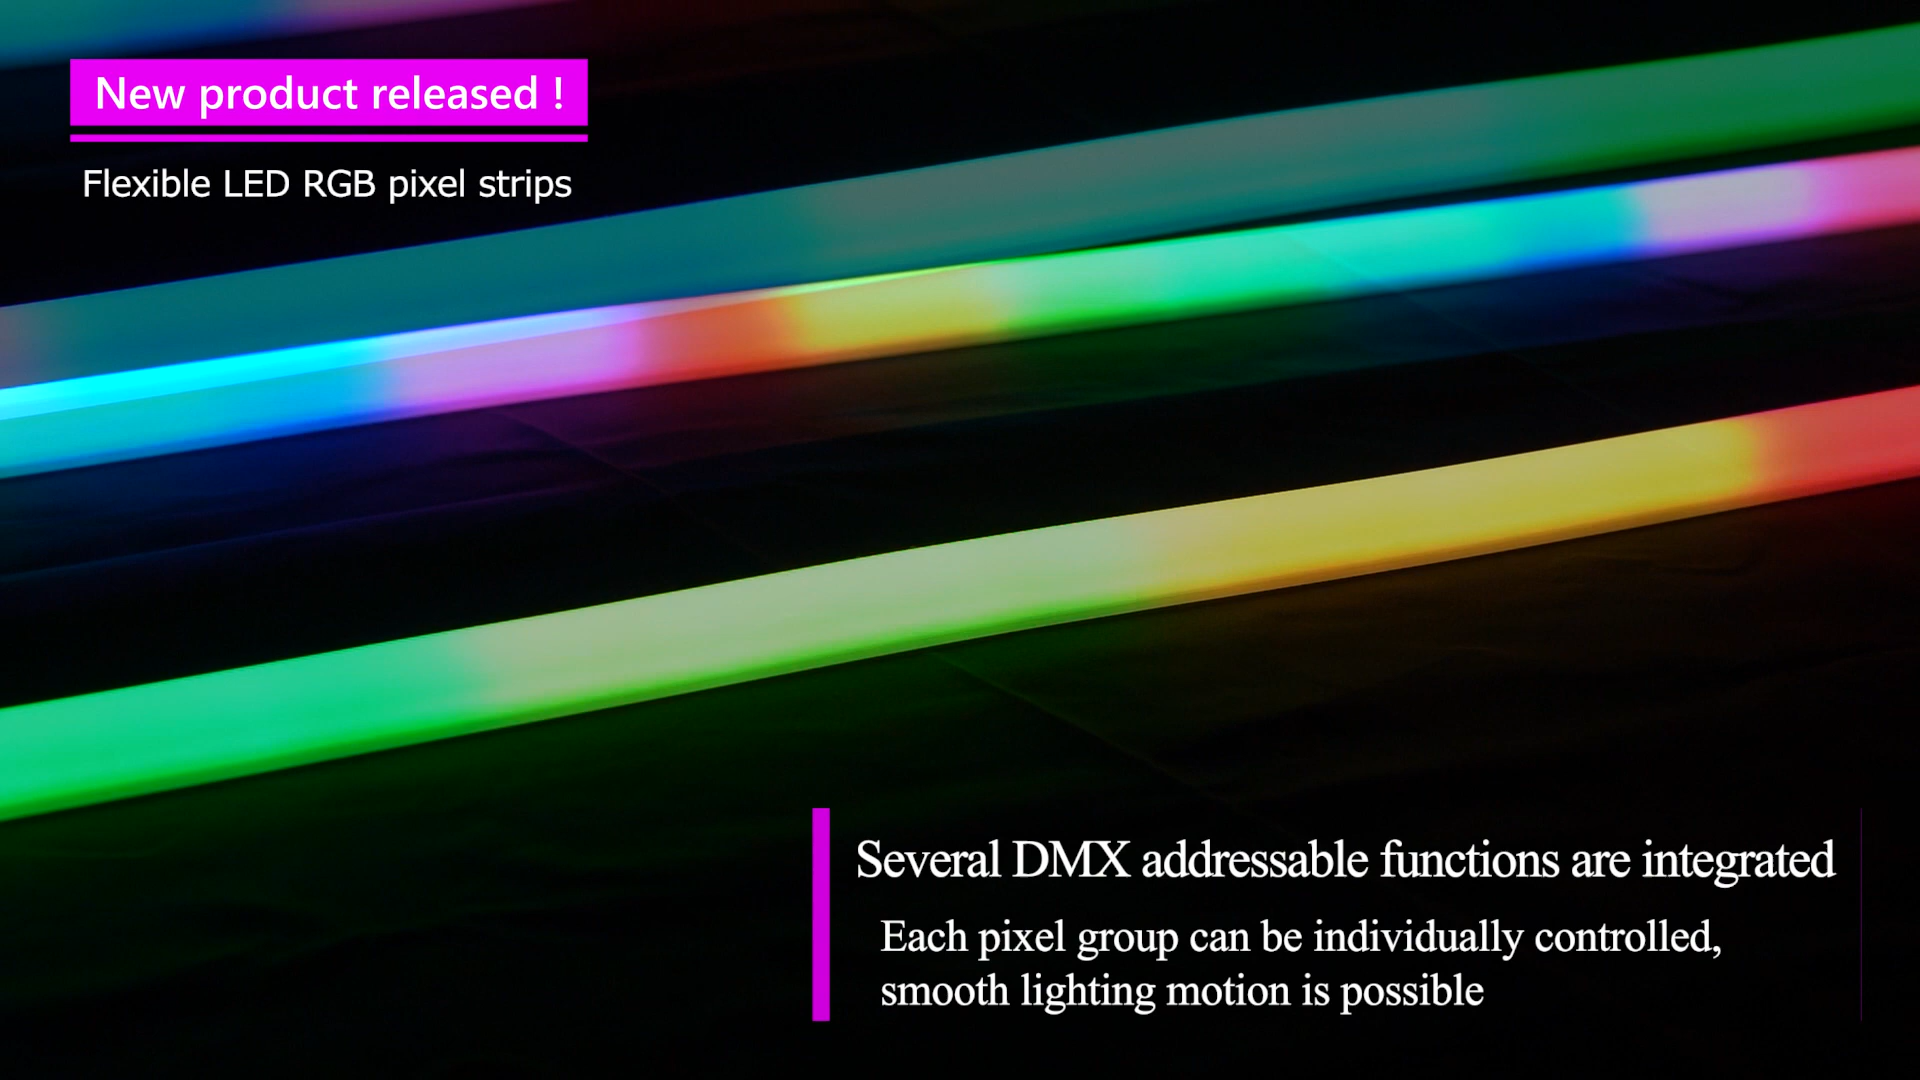 New product released !
Flexible LED RGB pixel strips
Several DMX addressable functions are integrated
Each pixel group can be individually controlled,
smooth lighting motion is possible